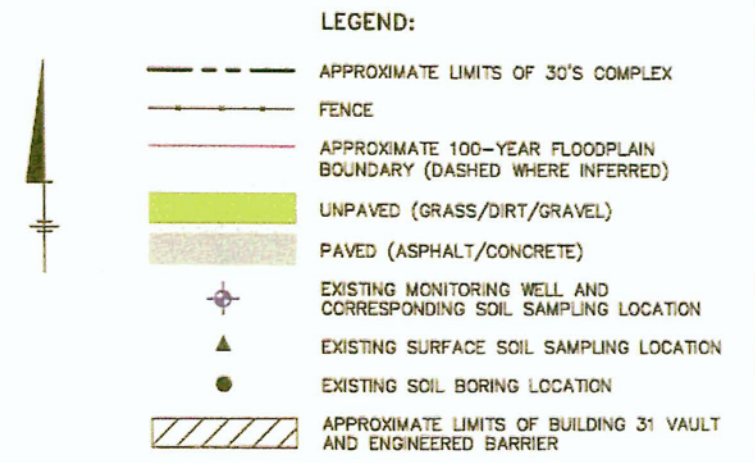 LEGEND:
APPROXIMATE LIMITS OF 30'S COMPLEX
FENCE
APPROXIMATE 100-YEAR FLOODPLAIN
BOUNDARY (DASHED WHERE INFERRED)
UNPAVED (GRASS/DIRT/GRAVEL)
PAVED (ASPHALT/CONCRETE)
EXISTING MONITORING WELL AND
CORRESPONDING SOIL SAMPLING LOCATION
EXISTING SURFACE SOIL SAMPLING LOCATION
EXISTING SOIL BORING LOCATION
APPROXIMATE LIMITS OF BUILDING 31 VAULT
AND ENGINEERED BARRIER